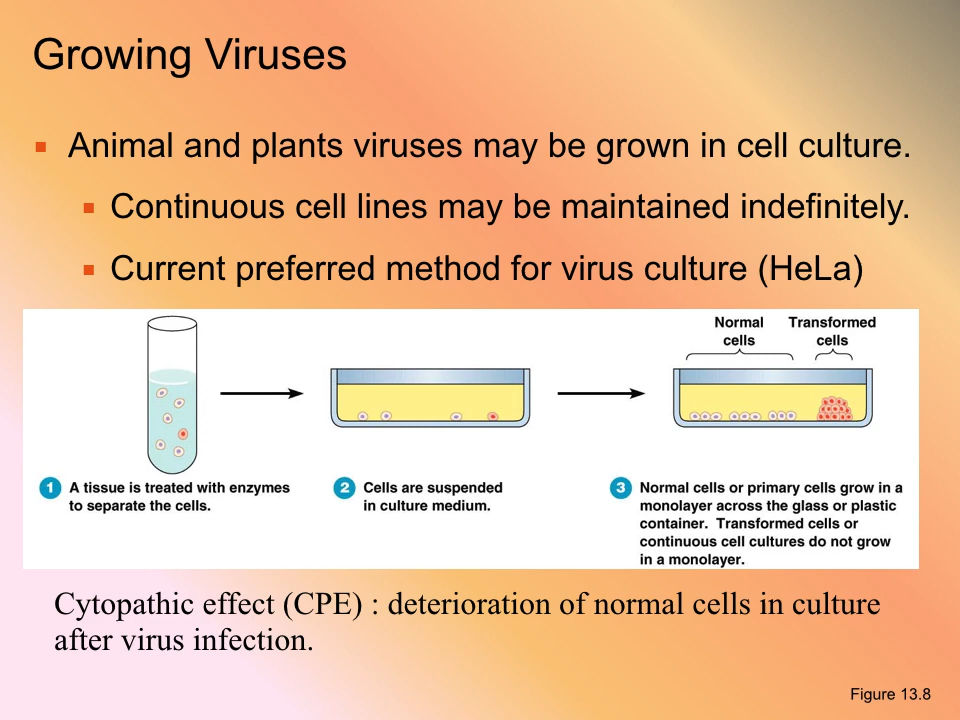 Growing Viruses
Animal and plants viruses may be grown in cell culture.
Continuous cell lines may be maintained indefinitely.
Current preferred method for virus culture (HeLa)
Normal cells
Transformed cells
1 A tissue is treated with enzymes
to separate the cells.
2 Cells are suspended
in culture medium.
3 Normal cells or primary cells grow in a
monolayer across the glass or plastic
container. Transformed cells or
continuous cell cultures do not grow
in a monolayer.
Cytopathic effect (CPE) : deterioration of normal cells in culture
after virus infection.
Figure 13.8